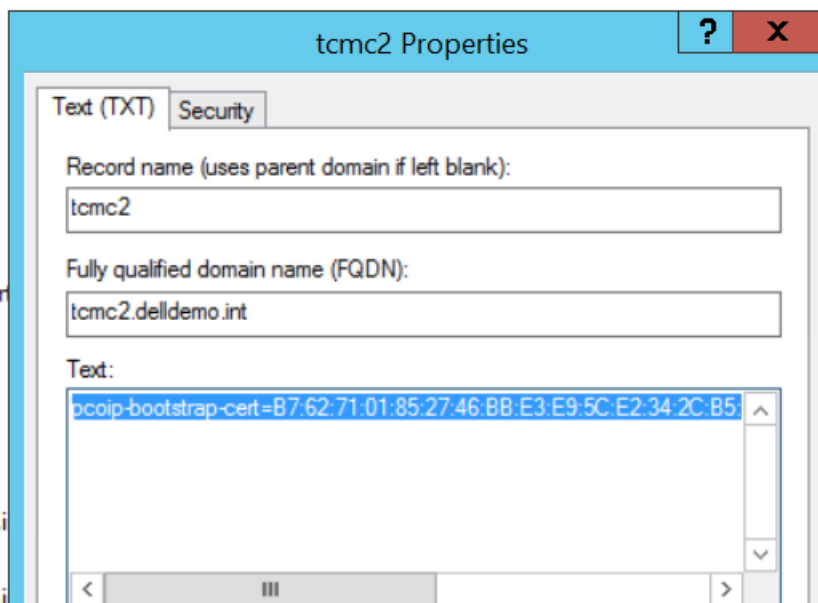 tcmc2 Properties
? X
Text (TXT) Security
Record name (uses parent domain if left blank):
tcmc2
Fully qualified domain name (FQDN):
tcmc2.delldemo.int
Text:
pcoip-bootstrap-cert=B7:62:71:01:85:27:46:BB:E3:E9:5C:E2:34:2C:B5: